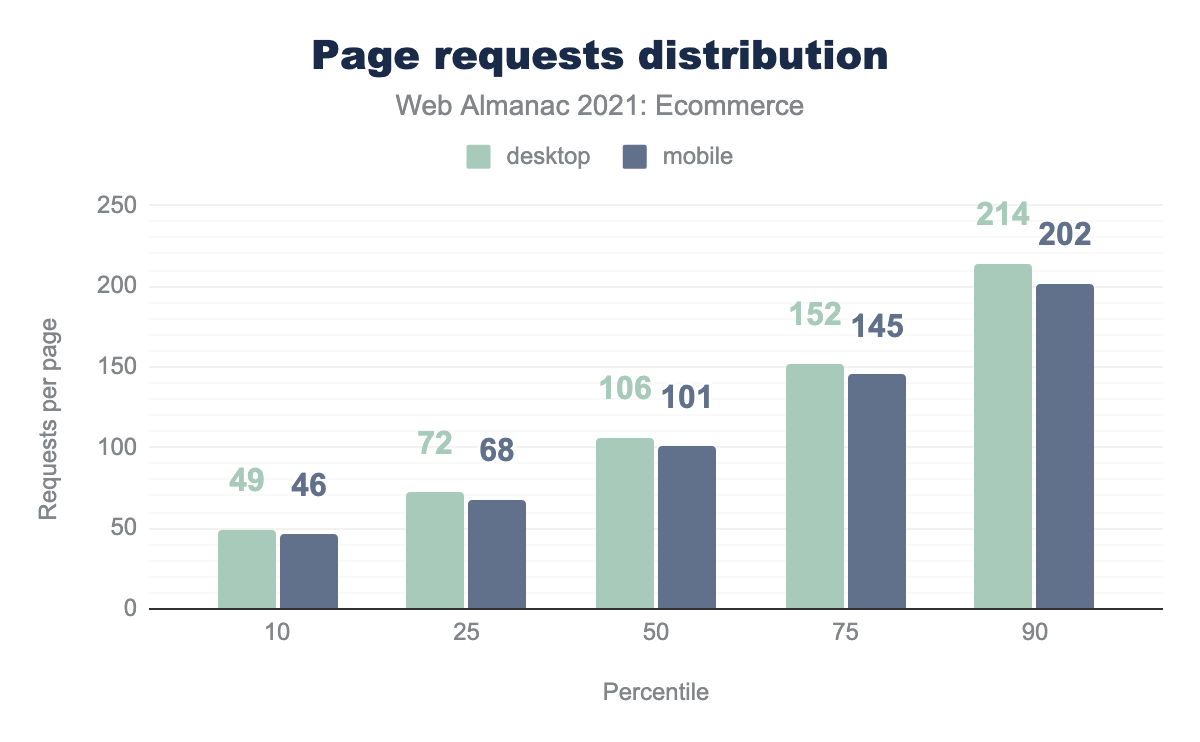 Page requests distribution
Web Almanac 2021: Ecommerce
desktop mobile
Requests per page
250
200
150
100
50
0
49 46
72 68
106 101
152 145
214 202
10 25 50 75 90
Percentile